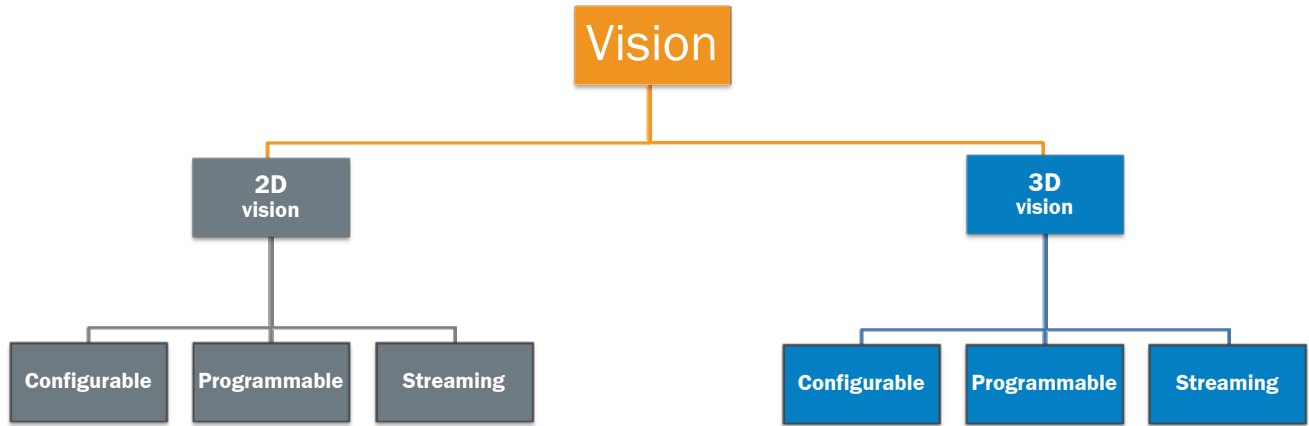 Vision
2D
vision
3D
vision
Configurable
Programmable
Streaming
Configurable
Programmable
Streaming